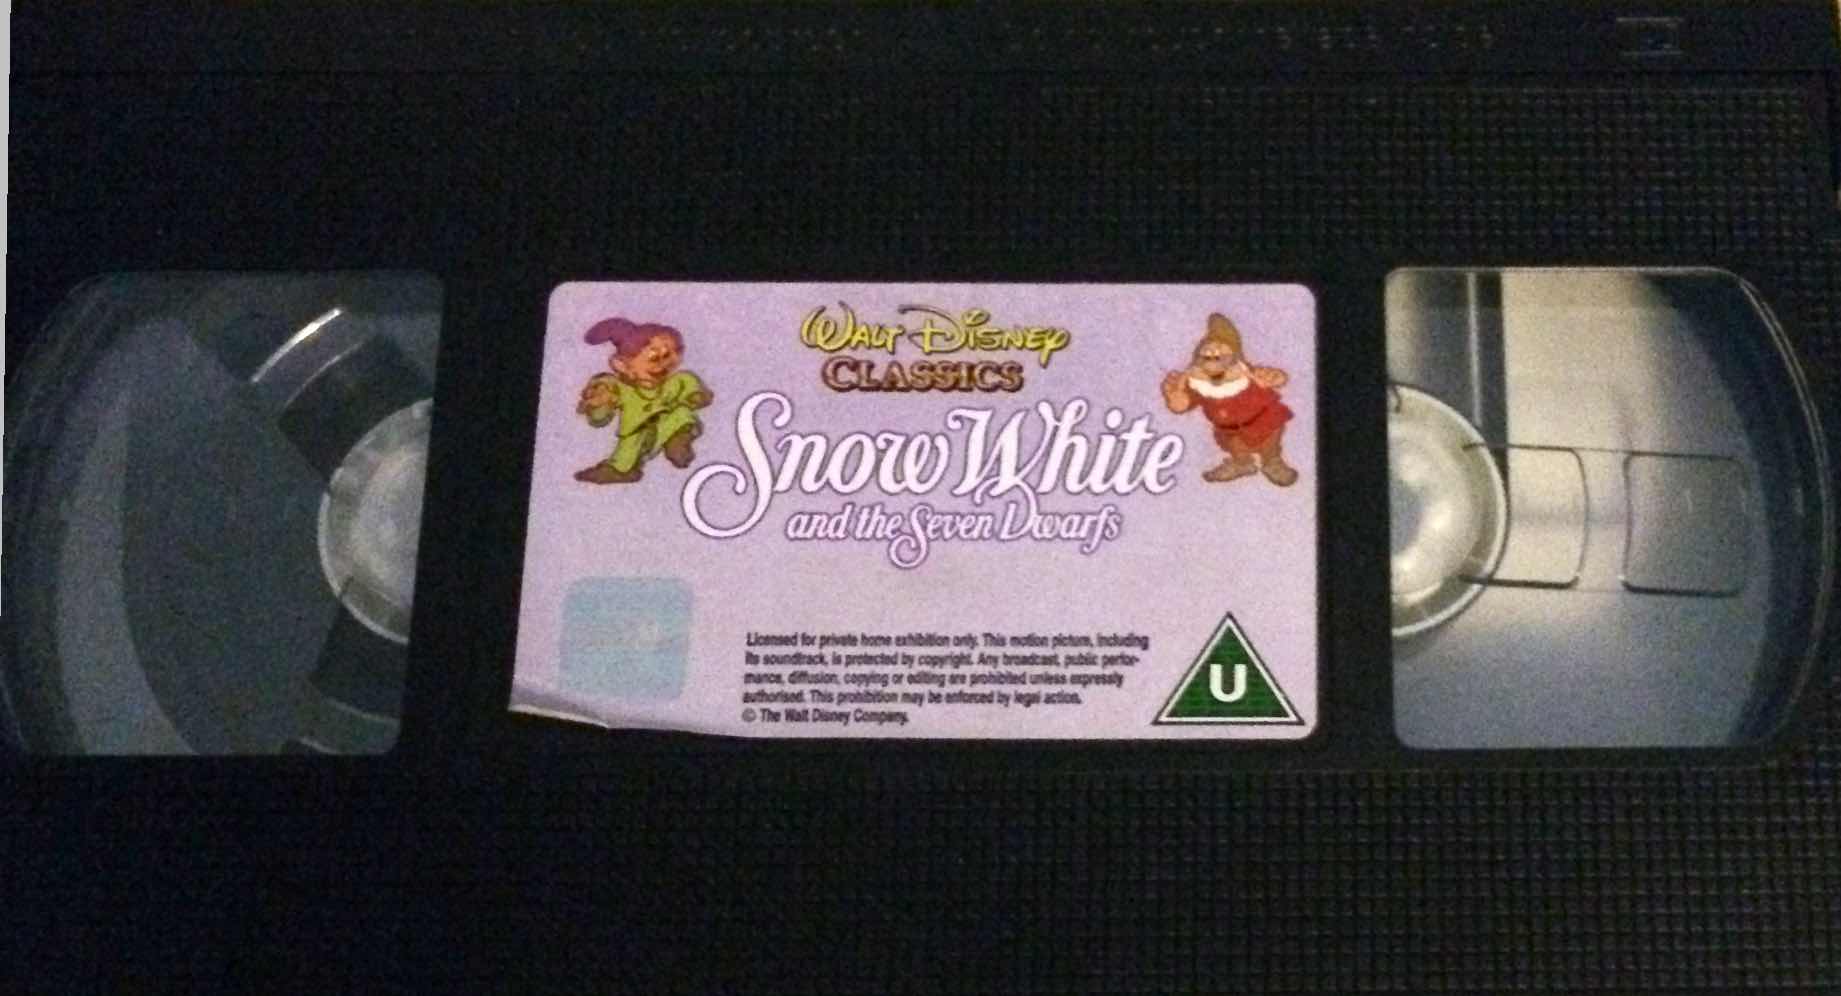 WALT DISNEY
CLASSICS
Snow White
and the Seven Dwarfs
Licensed for private home exhibition only. This motion picture, including
its soundtrack, is protected by copyright. Any broadcast, public perfor-
mance, diffusion, copying or editing are prohibited unless expressly
authorised. This prohibition may be enforced by legal action.
© The Walt Disney Company.
U